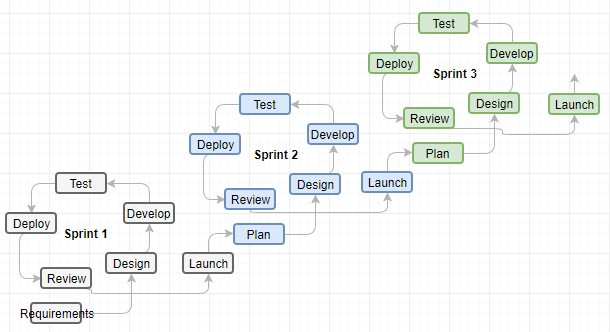 Test
Develop
Deploy
Sprint 3
Design
Launch
Review
Plan
Test
Develop
Deploy
Sprint 2
Design
Launch
Review
Plan
Test
Develop
Deploy
Sprint 1
Design
Launch
Review
Requirements